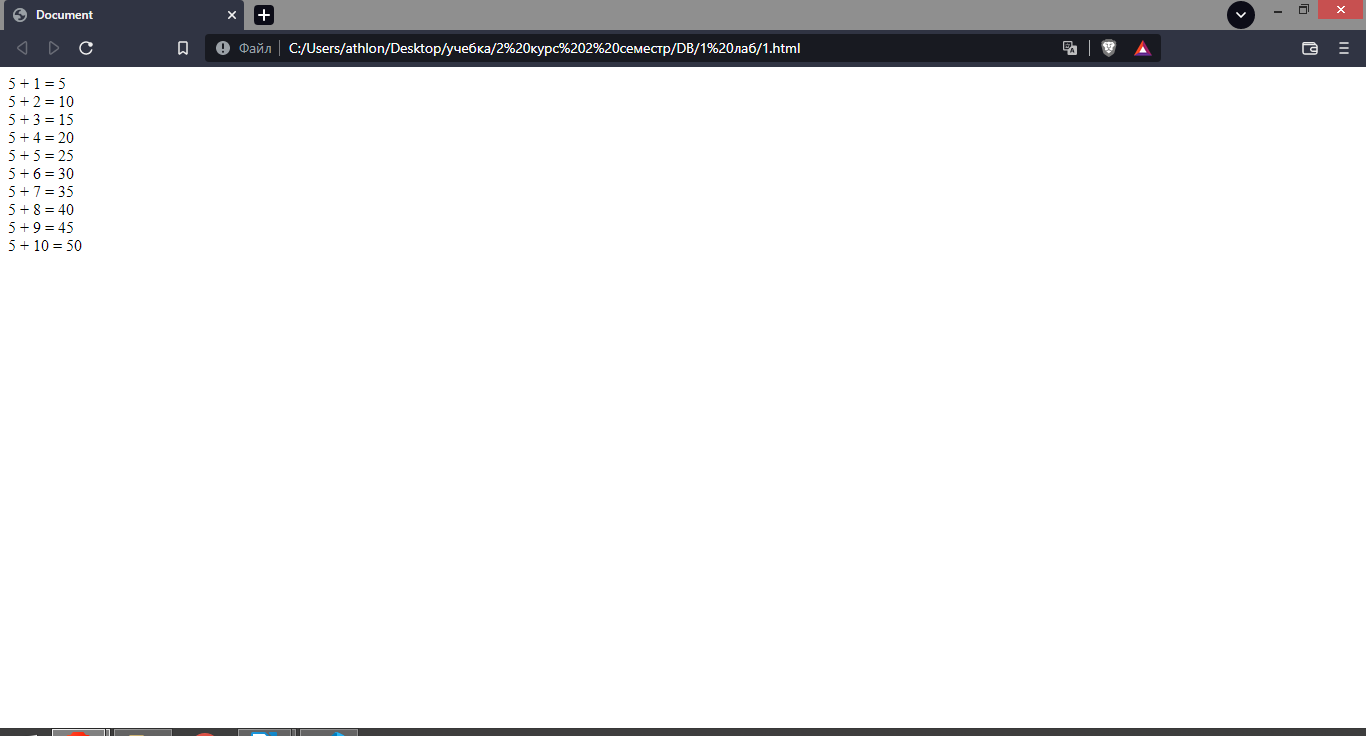 Document
Файл
C:/Users/athlon/Desktop/учебка/2%20курс%202%20семестр/DB/1%20лаб/1.html
5 + 1 = 5
5 + 2 = 10
5 + 3 = 15
5 + 4 = 20
5 + 5 = 25
5 + 6 = 30
5 + 7 = 35
5 + 8 = 40
5 + 9 = 45
5 + 10 = 50